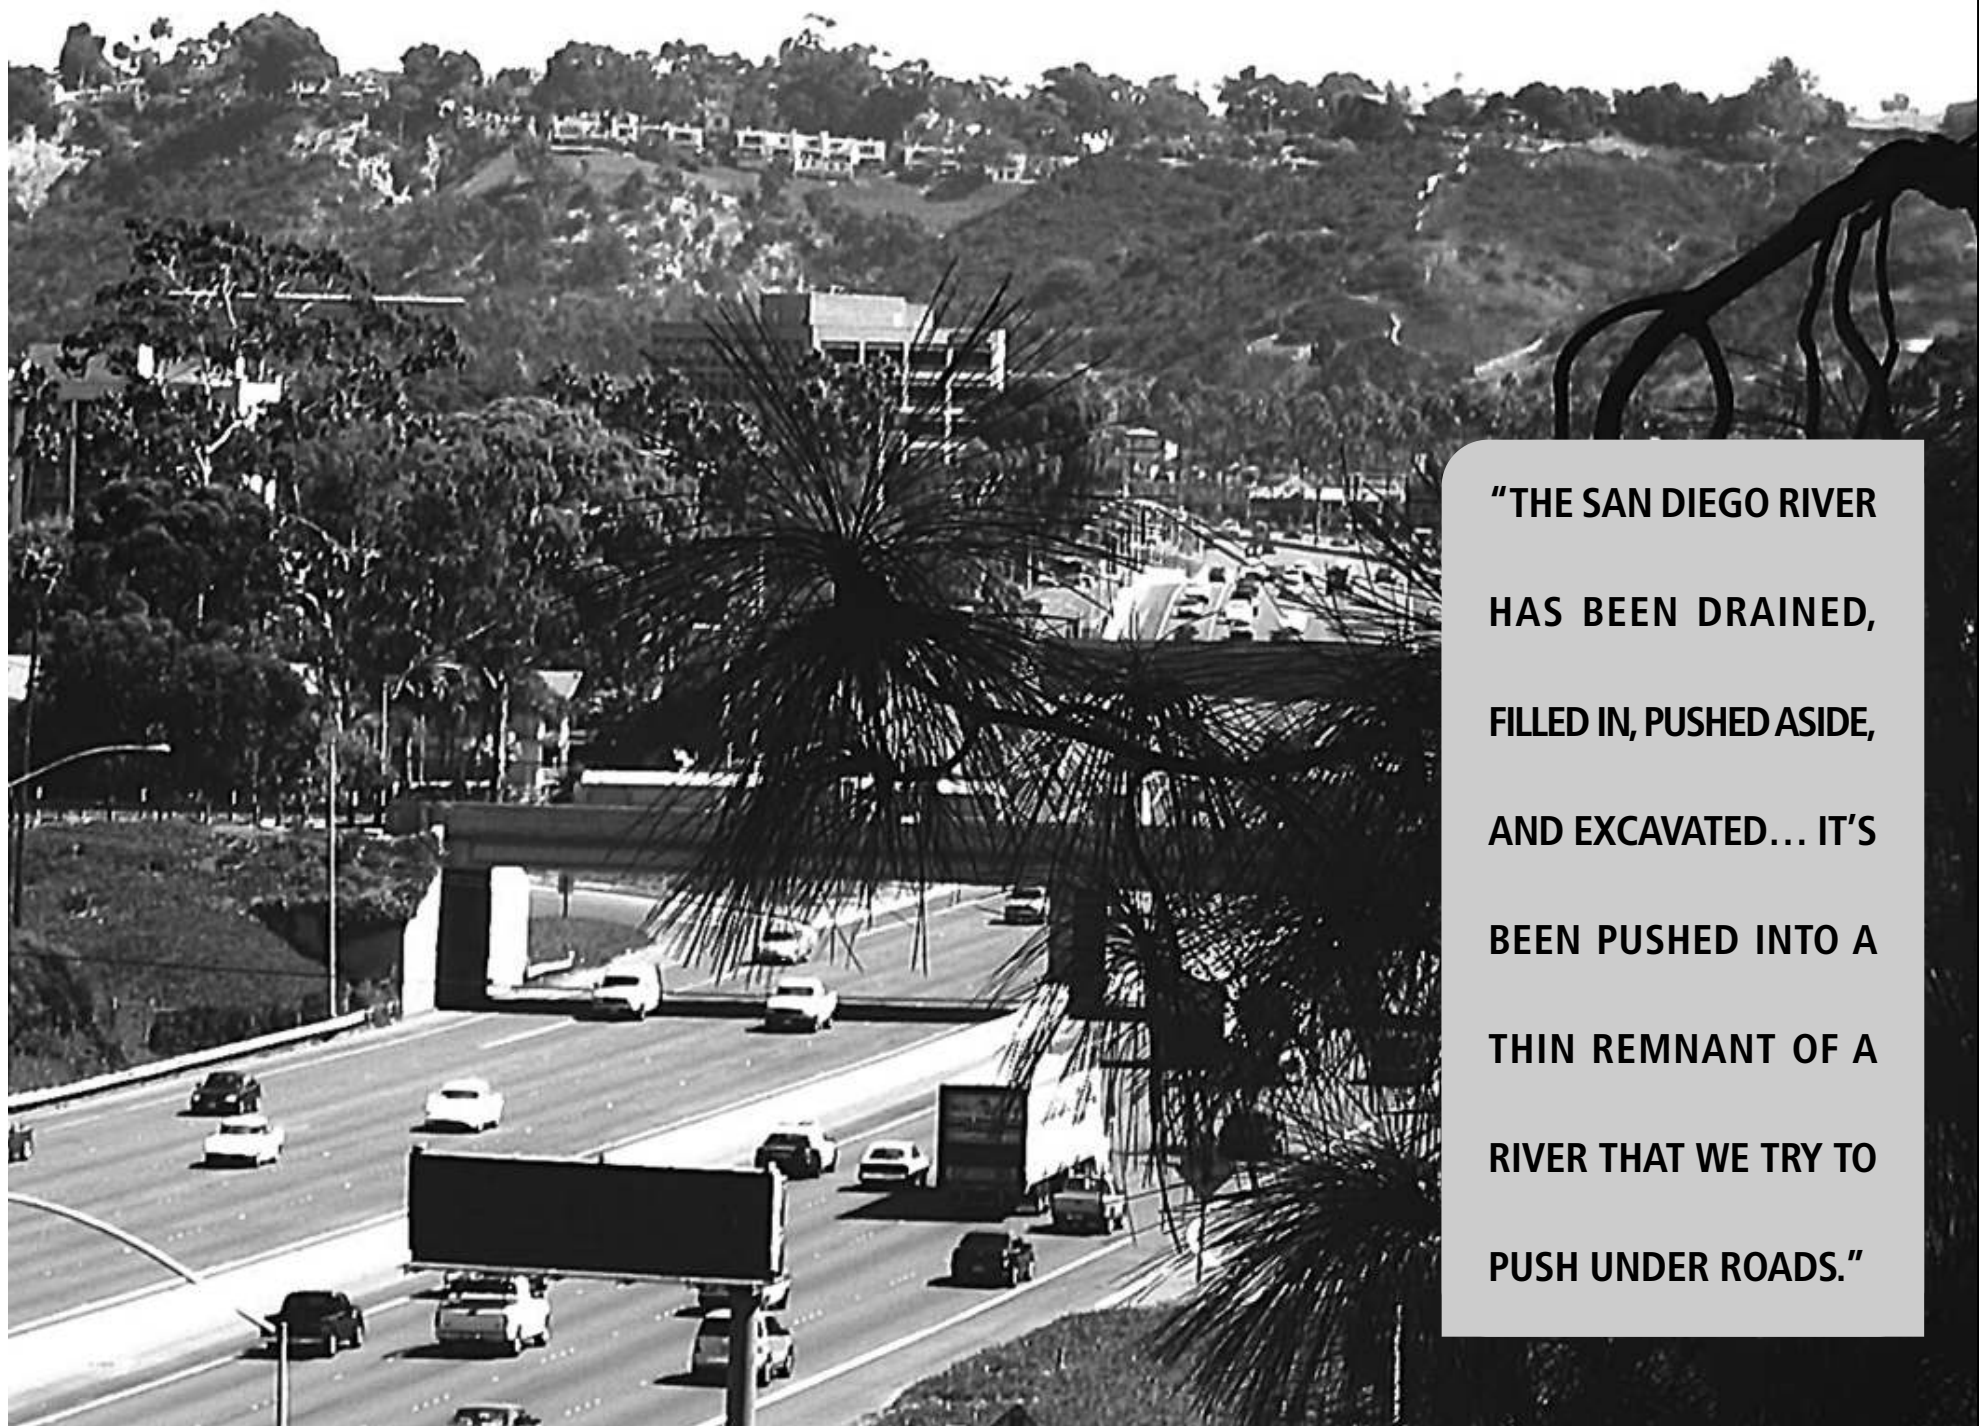 “THE SAN DIEGO RIVER
HAS BEEN DRAINED,
FILLED IN, PUSHED ASIDE,
AND EXCAVATED… IT’S
BEEN PUSHED INTO A
THIN REMNANT OF A
RIVER THAT WE TRY TO
PUSH UNDER ROADS.”